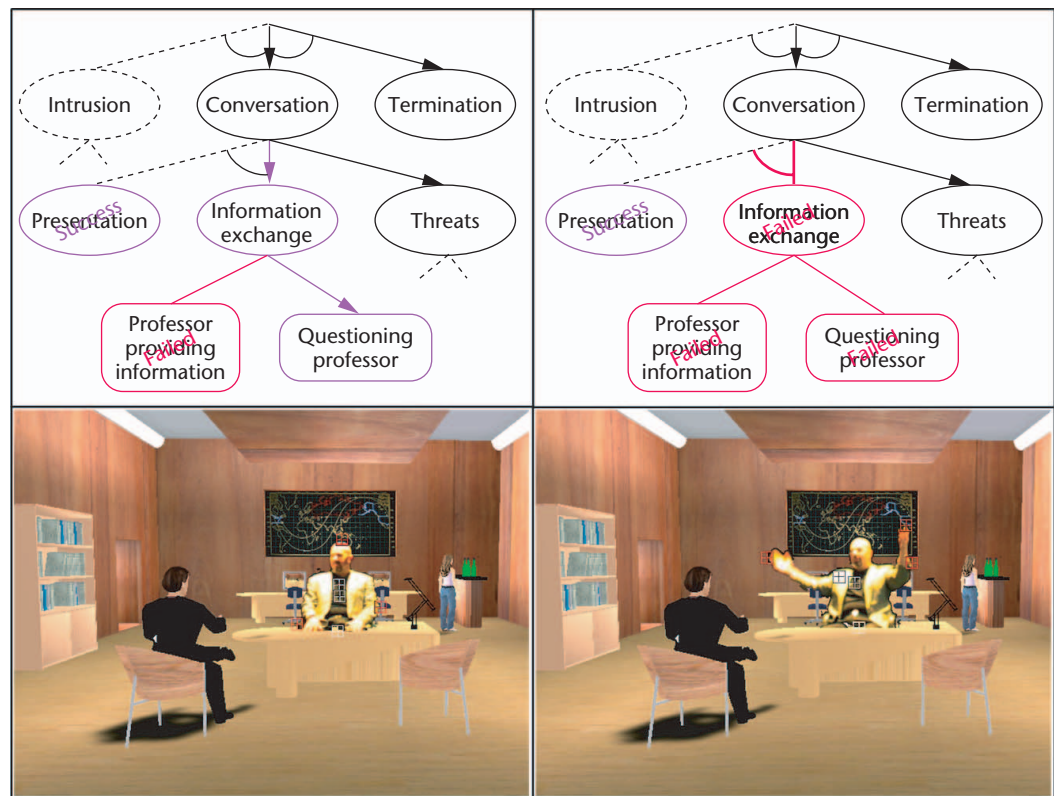 Intrusion
Conversation
Termination
Presentation
Success
Information
exchange
Threats
Professor
providing
information
Failed
Questioning
professor
Intrusion
Conversation
Termination
Presentation
Success
Information
exchange
Failed
Threats
Professor
providing
information
Failed
Questioning
professor
Failed